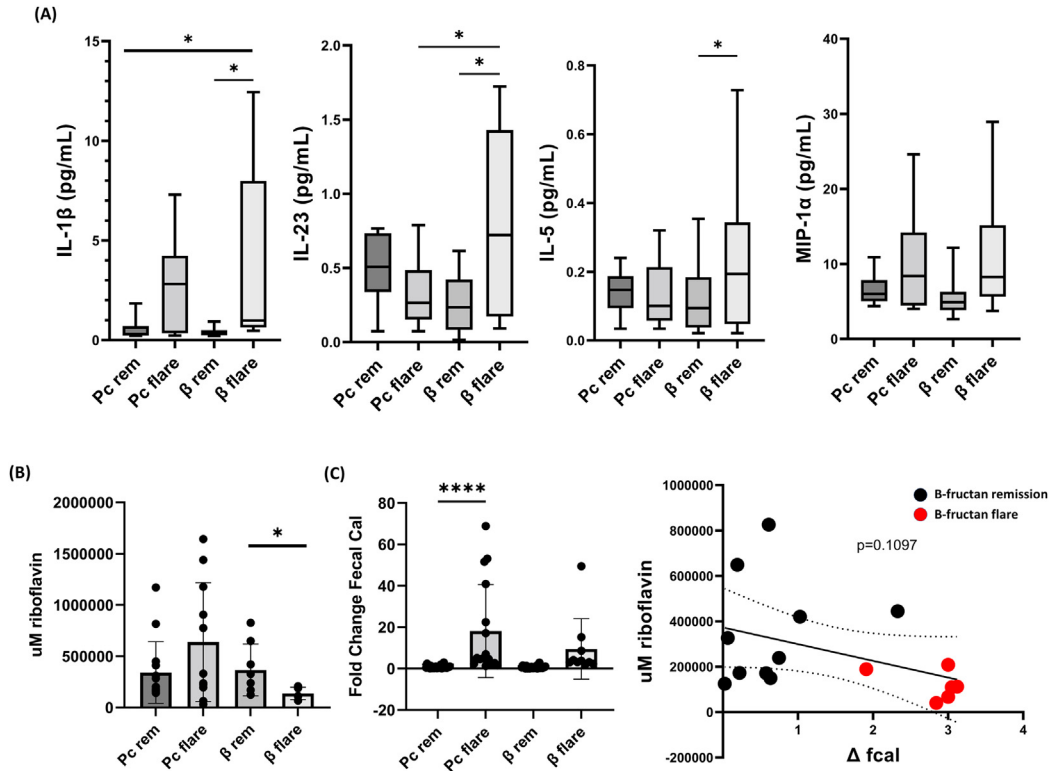 (A)
IL-1β (pg/mL)
15
10
5
0
*
*
Pc rem
Pc flare
β rem
β flare
IL-23 (pg/mL)
2.0
1.5
1.0
0.5
0.0
*
*
Pc rem
Pc flare
β rem
β flare
IL-5 (pg/mL)
0.8
0.6
0.4
0.2
0.0
*
Pc rem
Pc flare
β rem
β flare
MIP-1α (pg/mL)
40
30
20
10
0
Pc rem
Pc flare
β rem
β flare
(B)
uM riboflavin
2000000
1500000
1000000
500000
0
*
Pc rem
Pc flare
β rem
β flare
(C)
Fold Change Fecal Cal
80
60
40
20
0
-20
****
Pc rem
Pc flare
β rem
β flare
uM riboflavin
1000000
800000
600000
400000
200000
0
-200000
1
2
3
4
Δ fcal
B-fructan remission
B-fructan flare
p=0.1097